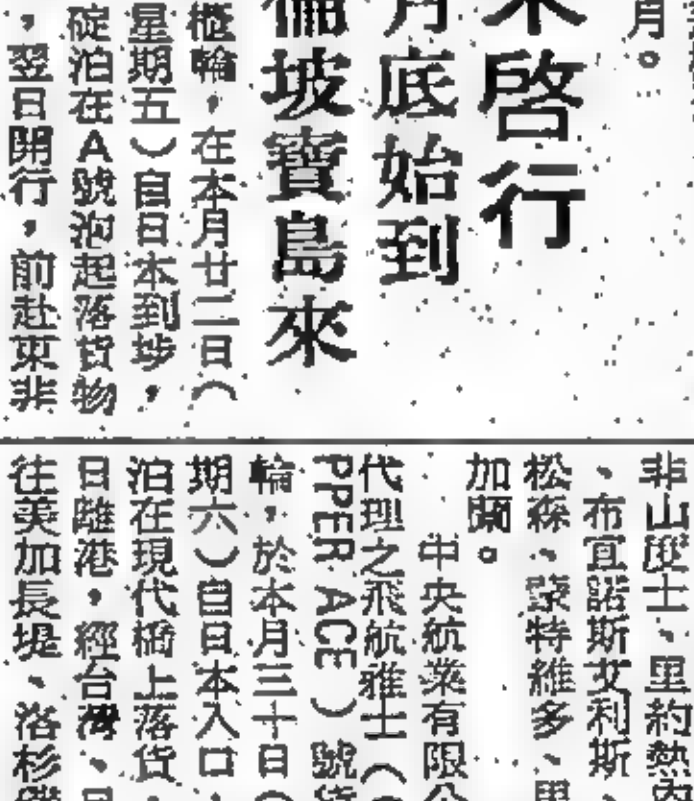 月。
啓行
月底始到
倫坡寶島來
櫃輪，在本月廿二日（
星期五）自日本到埗，
碇泊在A號泡起落貨物
，翌日開行，前赴東非
非山度士、里約熱內
、布宜諾斯艾利斯、
松森、蒙特維多、
加蘭。
中央航業有限公
代理之飛航雅士（
PPER ACE）號貨
輪，於本月三十日（
期六）自日本入口，
泊在現代橋上落貨，
日離港，經台灣、
往美加長堤、洛杉磯